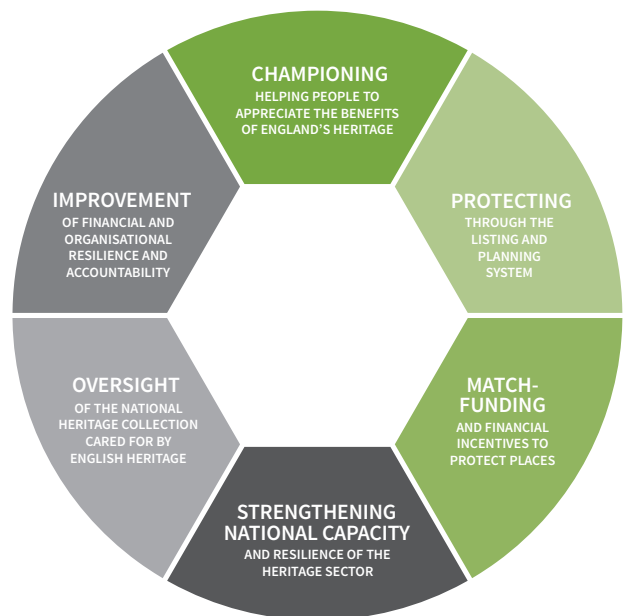 CHAMPIONING
HELPING PEOPLE TO
APPRECIATE THE BENEFITS
OF ENGLAND'S HERITAGE
PROTECTING
THROUGH THE
LISTING AND
PLANNING
SYSTEM
MATCH-
FUNDING
AND FINANCIAL
INCENTIVES TO
PROTECT PLACES
STRENGTHENING
NATIONAL CAPACITY
AND RESILIENCE OF THE
HERITAGE SECTOR
OVERSIGHT
OF THE NATIONAL
HERITAGE COLLECTION
CARED FOR BY
ENGLISH HERITAGE
IMPROVEMENT
OF FINANCIAL AND
ORGANISATIONAL
RESILIENCE AND
ACCOUNTABILITY